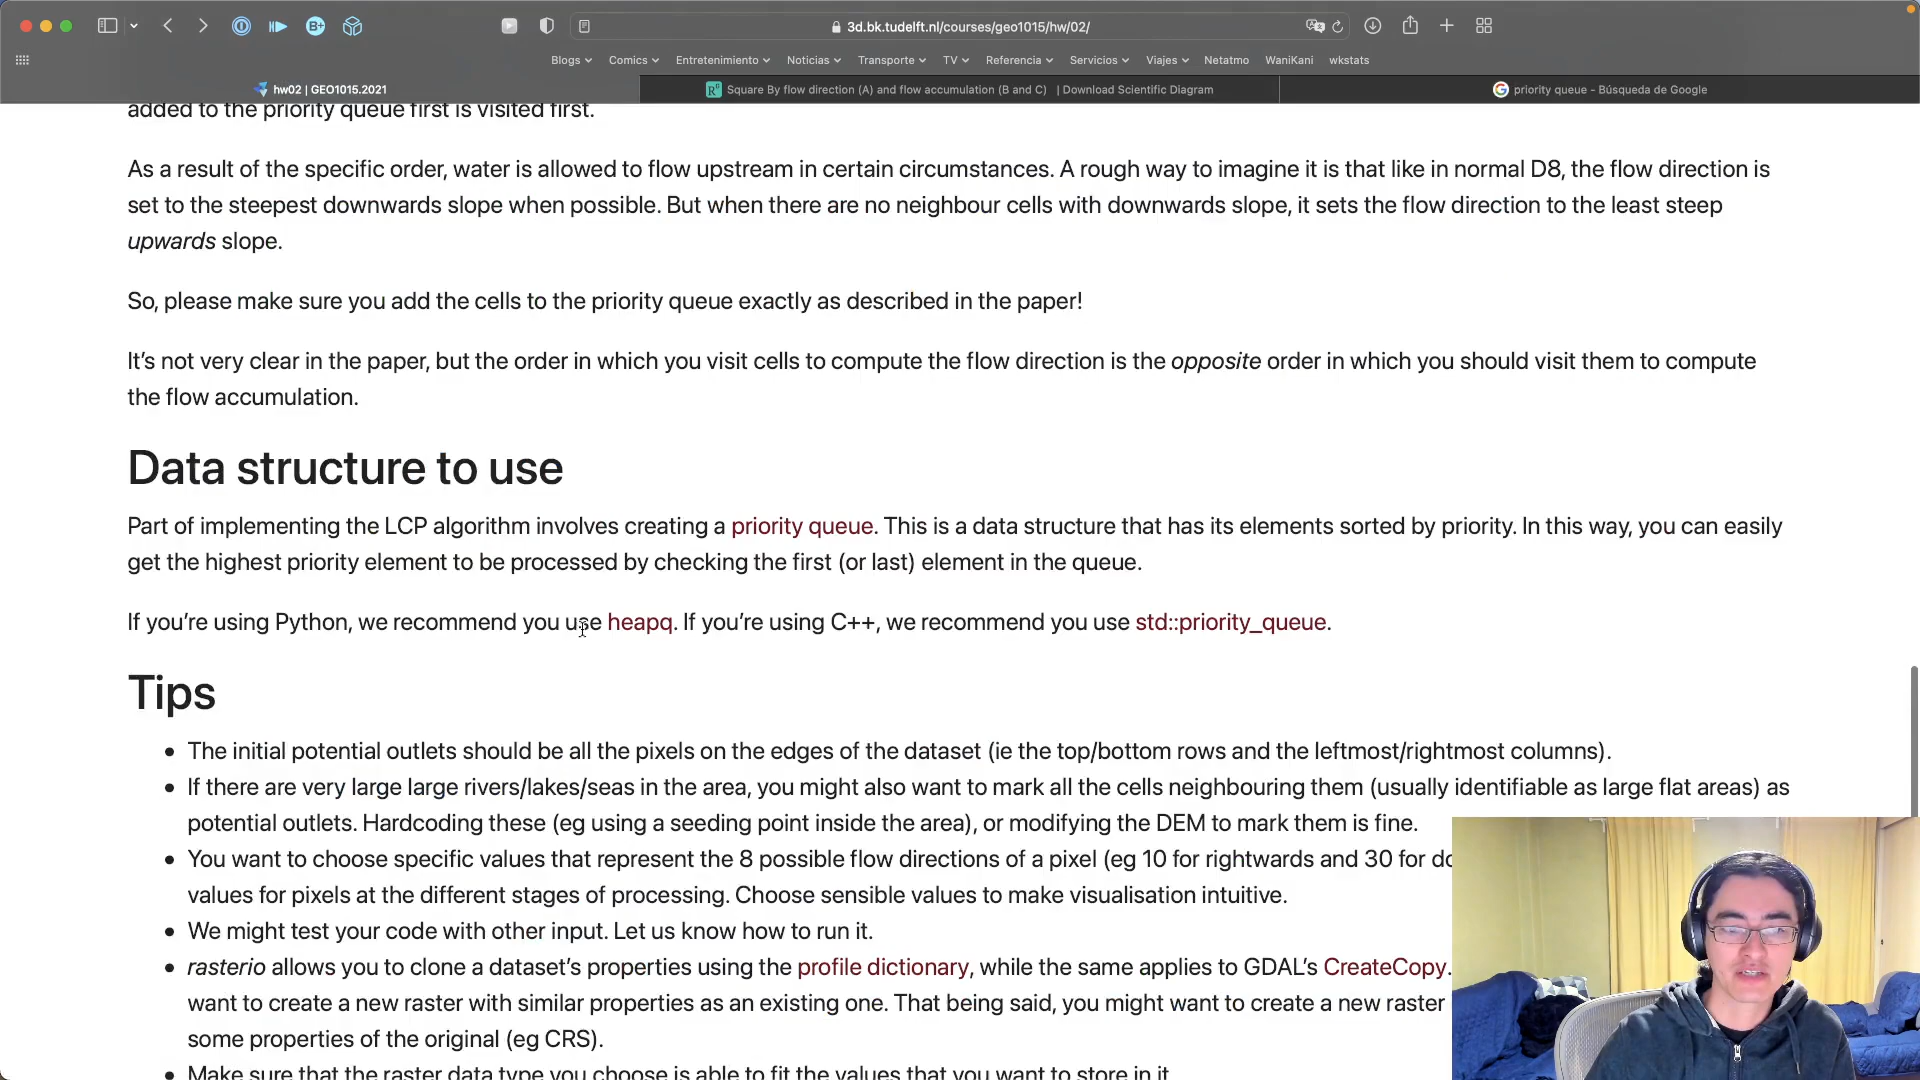 3d.bk.tudelft.nl/courses/geo1015/hw/02/
Blogs Comics Entretenimiento Noticias Transporte TV Referencia Servicios Viajes Netatmo WaniKani wkstats
hw02 | GEO1015.2021
Square By flow direction (A) and flow accumulation (B and C) | Download Scientific Diagram
priority queue - Búsqueda de Google
added to the priority queue first is visited first.
As a result of the specific order, water is allowed to flow upstream in certain circumstances. A rough way to imagine it is that like in normal D8, the flow direction is
set to the steepest downwards slope when possible. But when there are no neighbour cells with downwards slope, it sets the flow direction to the least steep
upwards slope.
So, please make sure you add the cells to the priority queue exactly as described in the paper!
It’s not very clear in the paper, but the order in which you visit cells to compute the flow direction is the opposite order in which you should visit them to compute
the flow accumulation.
Data structure to use
Part of implementing the LCP algorithm involves creating a priority queue. This is a data structure that has its elements sorted by priority. In this way, you can easily
get the highest priority element to be processed by checking the first (or last) element in the queue.
If you’re using Python, we recommend you use heapq. If you’re using C++, we recommend you use std::priority_queue.
Tips
• The initial potential outlets should be all the pixels on the edges of the dataset (ie the top/bottom rows and the leftmost/rightmost columns).
• If there are very large large rivers/lakes/seas in the area, you might also want to mark all the cells neighbouring them (usually identifiable as large flat areas) as
potential outlets. Hardcoding these (eg using a seeding point inside the area), or modifying the DEM to mark them is fine.
• You want to choose specific values that represent the 8 possible flow directions of a pixel (eg 10 for rightwards and 30 for
values for pixels at the different stages of processing. Choose sensible values to make visualisation intuitive.
• We might test your code with other input. Let us know how to run it.
• rasterio allows you to clone a dataset’s properties using the profile dictionary, while the same applies to GDAL’s CreateCopy.
want to create a new raster with similar properties as an existing one. That being said, you might want to create a new raster
some properties of the original (eg CRS).
• Make sure that the raster data type you choose is able to fit the values that you want to store in it